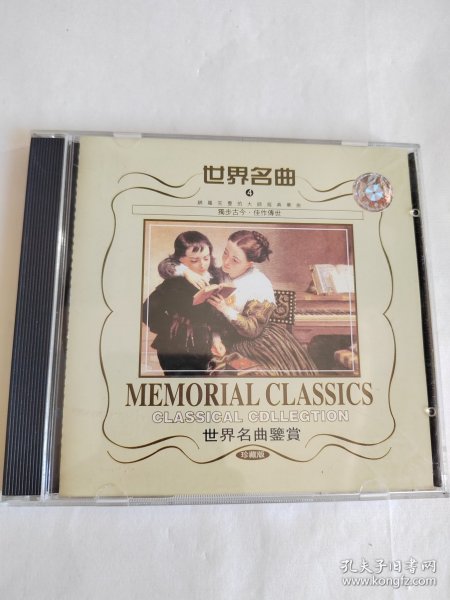 世界名曲
4
獨步古今·佳作傳世
MEMORIAL CLASSICS
CLASSICAL CDLLEGTION
世界名曲鑒賞
珍藏版
孔夫子旧书网
www.kongfz.com